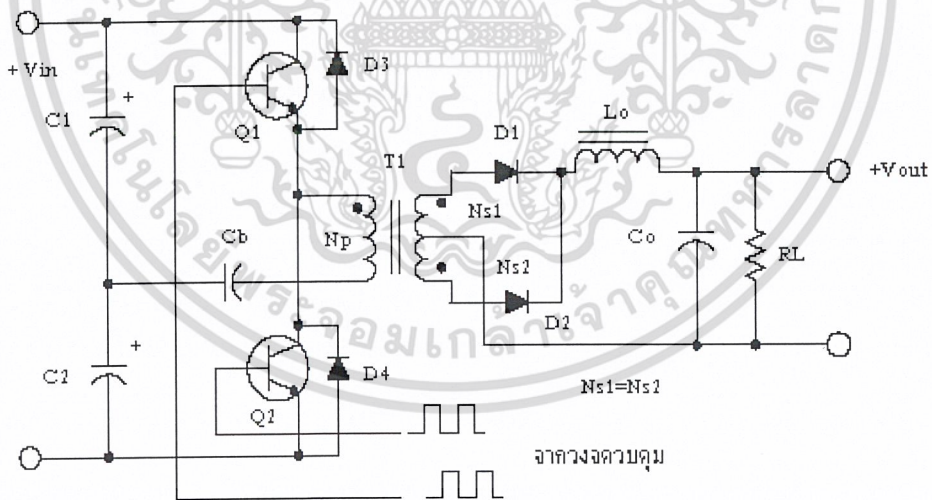 +Vin
C1
+
Q1
D3
T1
D1
Lo
+Vout
Np
Ns1
Cb
Co
RL
Ns2
D2
C2
+
Q2
D4
Ns1=Ns2
จากวงจควบคุม